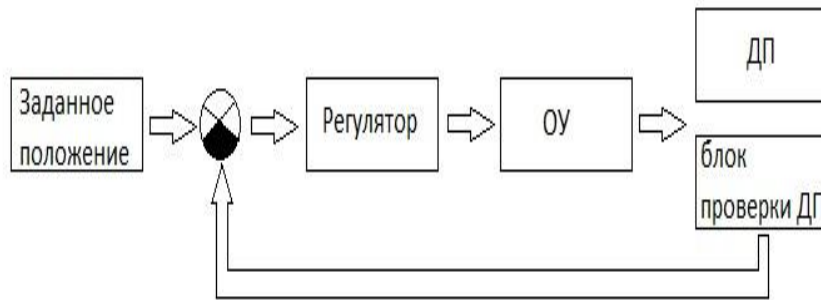 Заданное
положение
Регулятор
ОУ
ДП
блок
проверки ДП